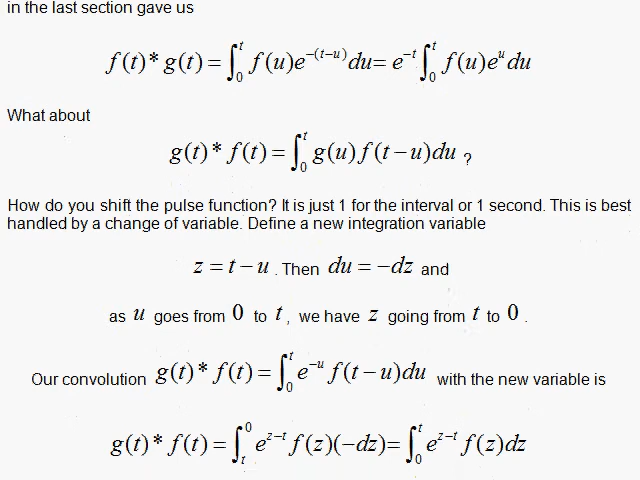 in the last section gave us
f(t)* g(t) = ∫₀ᵗ f(u)e^{-(t-u)} du = e^{-t} ∫₀ᵗ f(u)e^u du
What about
g(t)* f(t) = ∫₀ᵗ g(u)f(t-u)du ?
How do you shift the pulse function? It is just 1 for the interval or 1 second. This is best
handled by a change of variable. Define a new integration variable
z = t-u . Then du = -dz and
as u goes from 0 to t , we have z going from t to 0 .
Our convolution g(t)* f(t) = ∫₀ᵗ e^{-u} f(t-u)du with the new variable is
g(t)* f(t) = ∫ₜ⁰ e^{z-t} f(z)(-dz) = ∫₀ᵗ e^{z-t} f(z)dz